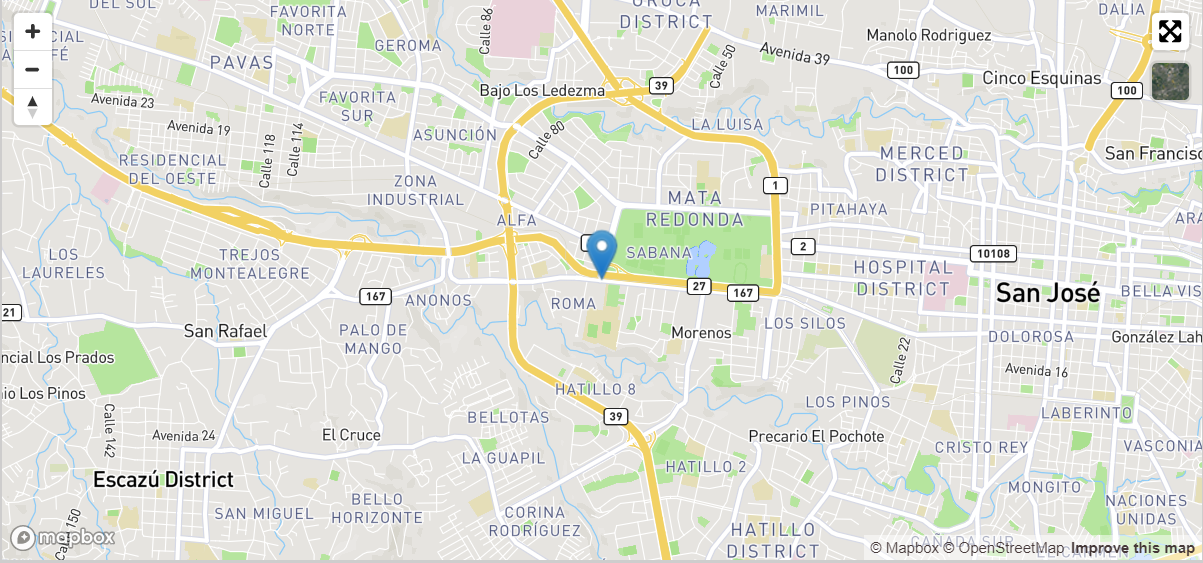 FAVORITA
NORTE
Calle 86
OROCA
DISTRICT
MARIMIL
DALIA
Manolo Rodriguez
GEROMA
Avenida 39
Calle 50
PAVAS
100
Cinco Esquinas
39
100
Bajo Los Ledezma
Avenida 23
FAVORITA
SUR
Avenida 19
ASUNCIÓN
Calle 80
LA LUISA
Calle 118
Calle 114
MERCED
DISTRICT
San Francisc
RESIDENCIAL
DEL OESTE
ZONA
INDUSTRIAL
1
MATA
REDONDA
PITAHAYA
ARA
ALFA
SABANA
2
10108
LOS
LAURELES
TREJOS
MONTEALEGRE
HOSPITAL
DISTRICT
27
167
San José
BELLA VIS
167
ANONOS
ROMA
21
San Rafael
PALO DE
MANGO
Morenos
LOS SILOS
DOLOROSA
González Lah
Calle 22
ncial Los Prados
Avenida 16
nio Los Pinos
HATILLO 8
LOS PINOS
Calle 142
BELLOTAS
39
LABERINTO
Avenida 24
El Cruce
Precario El Pochote
CRISTO REY
VASCONIA
LA GUAPIL
HATILLO 2
Escazú District
MONGITO
BELLO
HORIZONTE
NACIONES
UNIDAS
SAN MIGUEL
CORINA
RODRÍGUEZ
Calle 150
HATILLO
DISTRICT
CAÑADA SUR
EL CARMEN
mapbox
© Mapbox © OpenStreetMap Improve this map